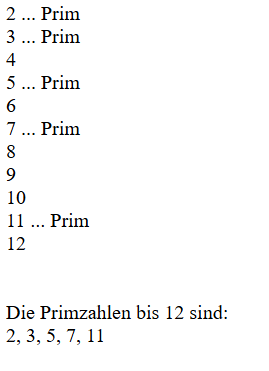 2 ... Prim
3 ... Prim
4
5 ... Prim
6
7 ... Prim
8
9
10
11 ... Prim
12
Die Primzahlen bis 12 sind:
2, 3, 5, 7, 11